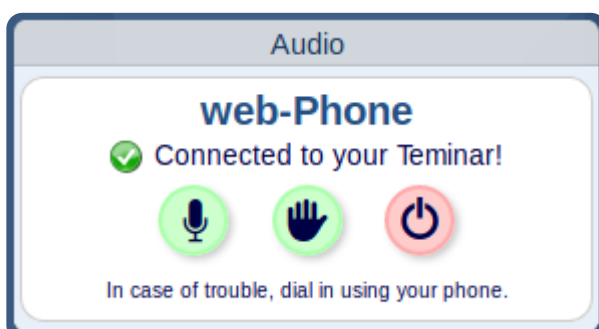 Audio
web-Phone
Connected to your Teminar!
In case of trouble, dial in using your phone.